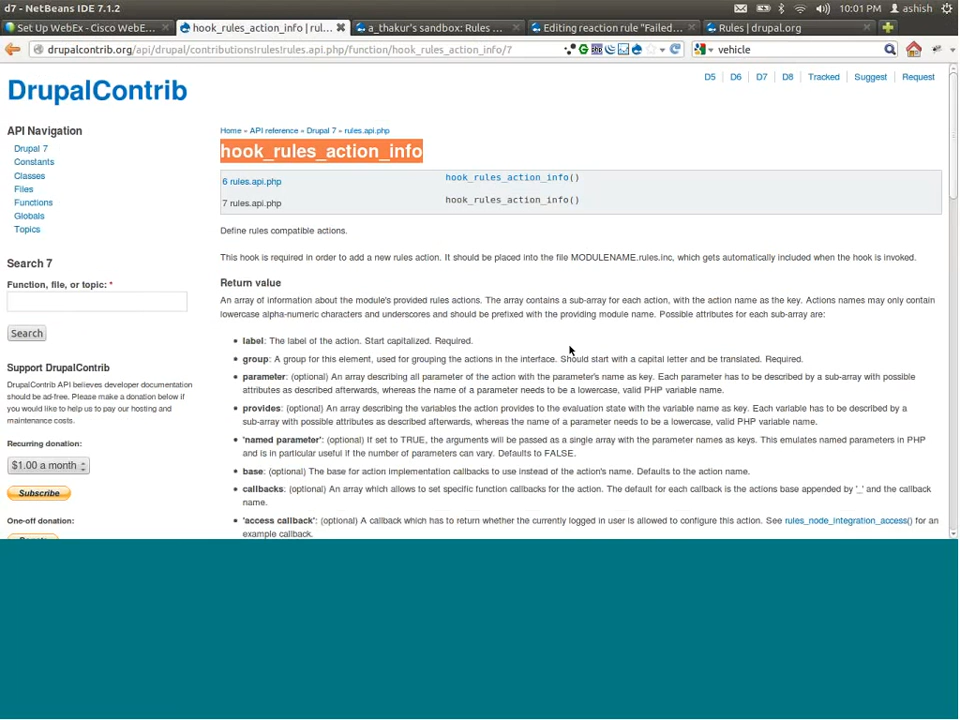 d7 - NetBeans IDE 7.1.2
10:01 PM
ashish
Set Up WebEx - Cisco WebE...
hook_rules_action_info | rul...
a_thakur's sandbox: Rules ...
Editing reaction rule "Failed...
Rules | drupal.org
drupalcontrib.org/api/drupal/contributions!rules!rules.api.php/function/hook_rules_action_info/7
vehicle
D5 D6 D7 D8 Tracked Suggest Request
DrupalContrib
API Navigation
Drupal 7
Constants
Classes
Files
Functions
Globals
Topics
Search 7
Function, file, or topic: *
Search
Support DrupalContrib
DrupalContrib API believes developer documentation
should be ad-free. Please make a donation below if
you would like to help us to pay our hosting and
maintenance costs.
Recurring donation:
$1.00 a month
Subscribe
One-off donation:
Home » API reference » Drupal 7 » rules.api.php
hook_rules_action_info
6 rules.api.php hook_rules_action_info()
7 rules.api.php hook_rules_action_info()
Define rules compatible actions.
This hook is required in order to add a new rules action. It should be placed into the file MODULENAME.rules.inc, which gets automatically included when the hook is invoked.
Return value
An array of information about the module's provided rules actions. The array contains a sub-array for each action, with the action name as the key. Actions names may only contain
lowercase alpha-numeric characters and underscores and should be prefixed with the providing module name. Possible attributes for each sub-array are:
label: The label of the action. Start capitalized. Required.
group: A group for this element, used for grouping the actions in the interface. Should start with a capital letter and be translated. Required.
parameter: (optional) An array describing all parameter of the action with the parameter's name as key. Each parameter has to be described by a sub-array with possible
attributes as described afterwards, whereas the name of a parameter needs to be a lowercase, valid PHP variable name.
provides: (optional) An array describing the variables the action provides to the evaluation state with the variable name as key. Each variable has to be described by a
sub-array with possible attributes as described afterwards, whereas the name of a parameter needs to be a lowercase, valid PHP variable name.
'named parameter': (optional) If set to TRUE, the arguments will be passed as a single array with the parameter names as keys. This emulates named parameters in PHP
and is in particular useful if the number of parameters can vary. Defaults to FALSE.
base: (optional) The base for action implementation callbacks to use instead of the action's name. Defaults to the action name.
callbacks: (optional) An array which allows to set specific function callbacks for the action. The default for each callback is the actions base appended by '_' and the callback
name.
'access callback': (optional) A callback which has to return whether the currently logged in user is allowed to configure this action. See rules_node_integration_access() for an
example callback.